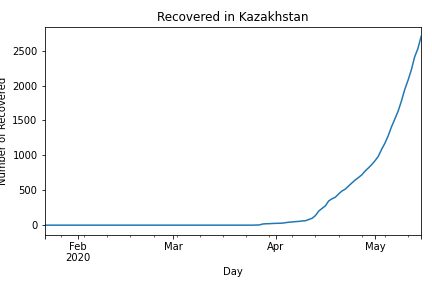 Recovered in Kazakhstan
Number of Recovered
2500
2000
1500
1000
500
0
Feb
2020
Mar
Apr
May
Day